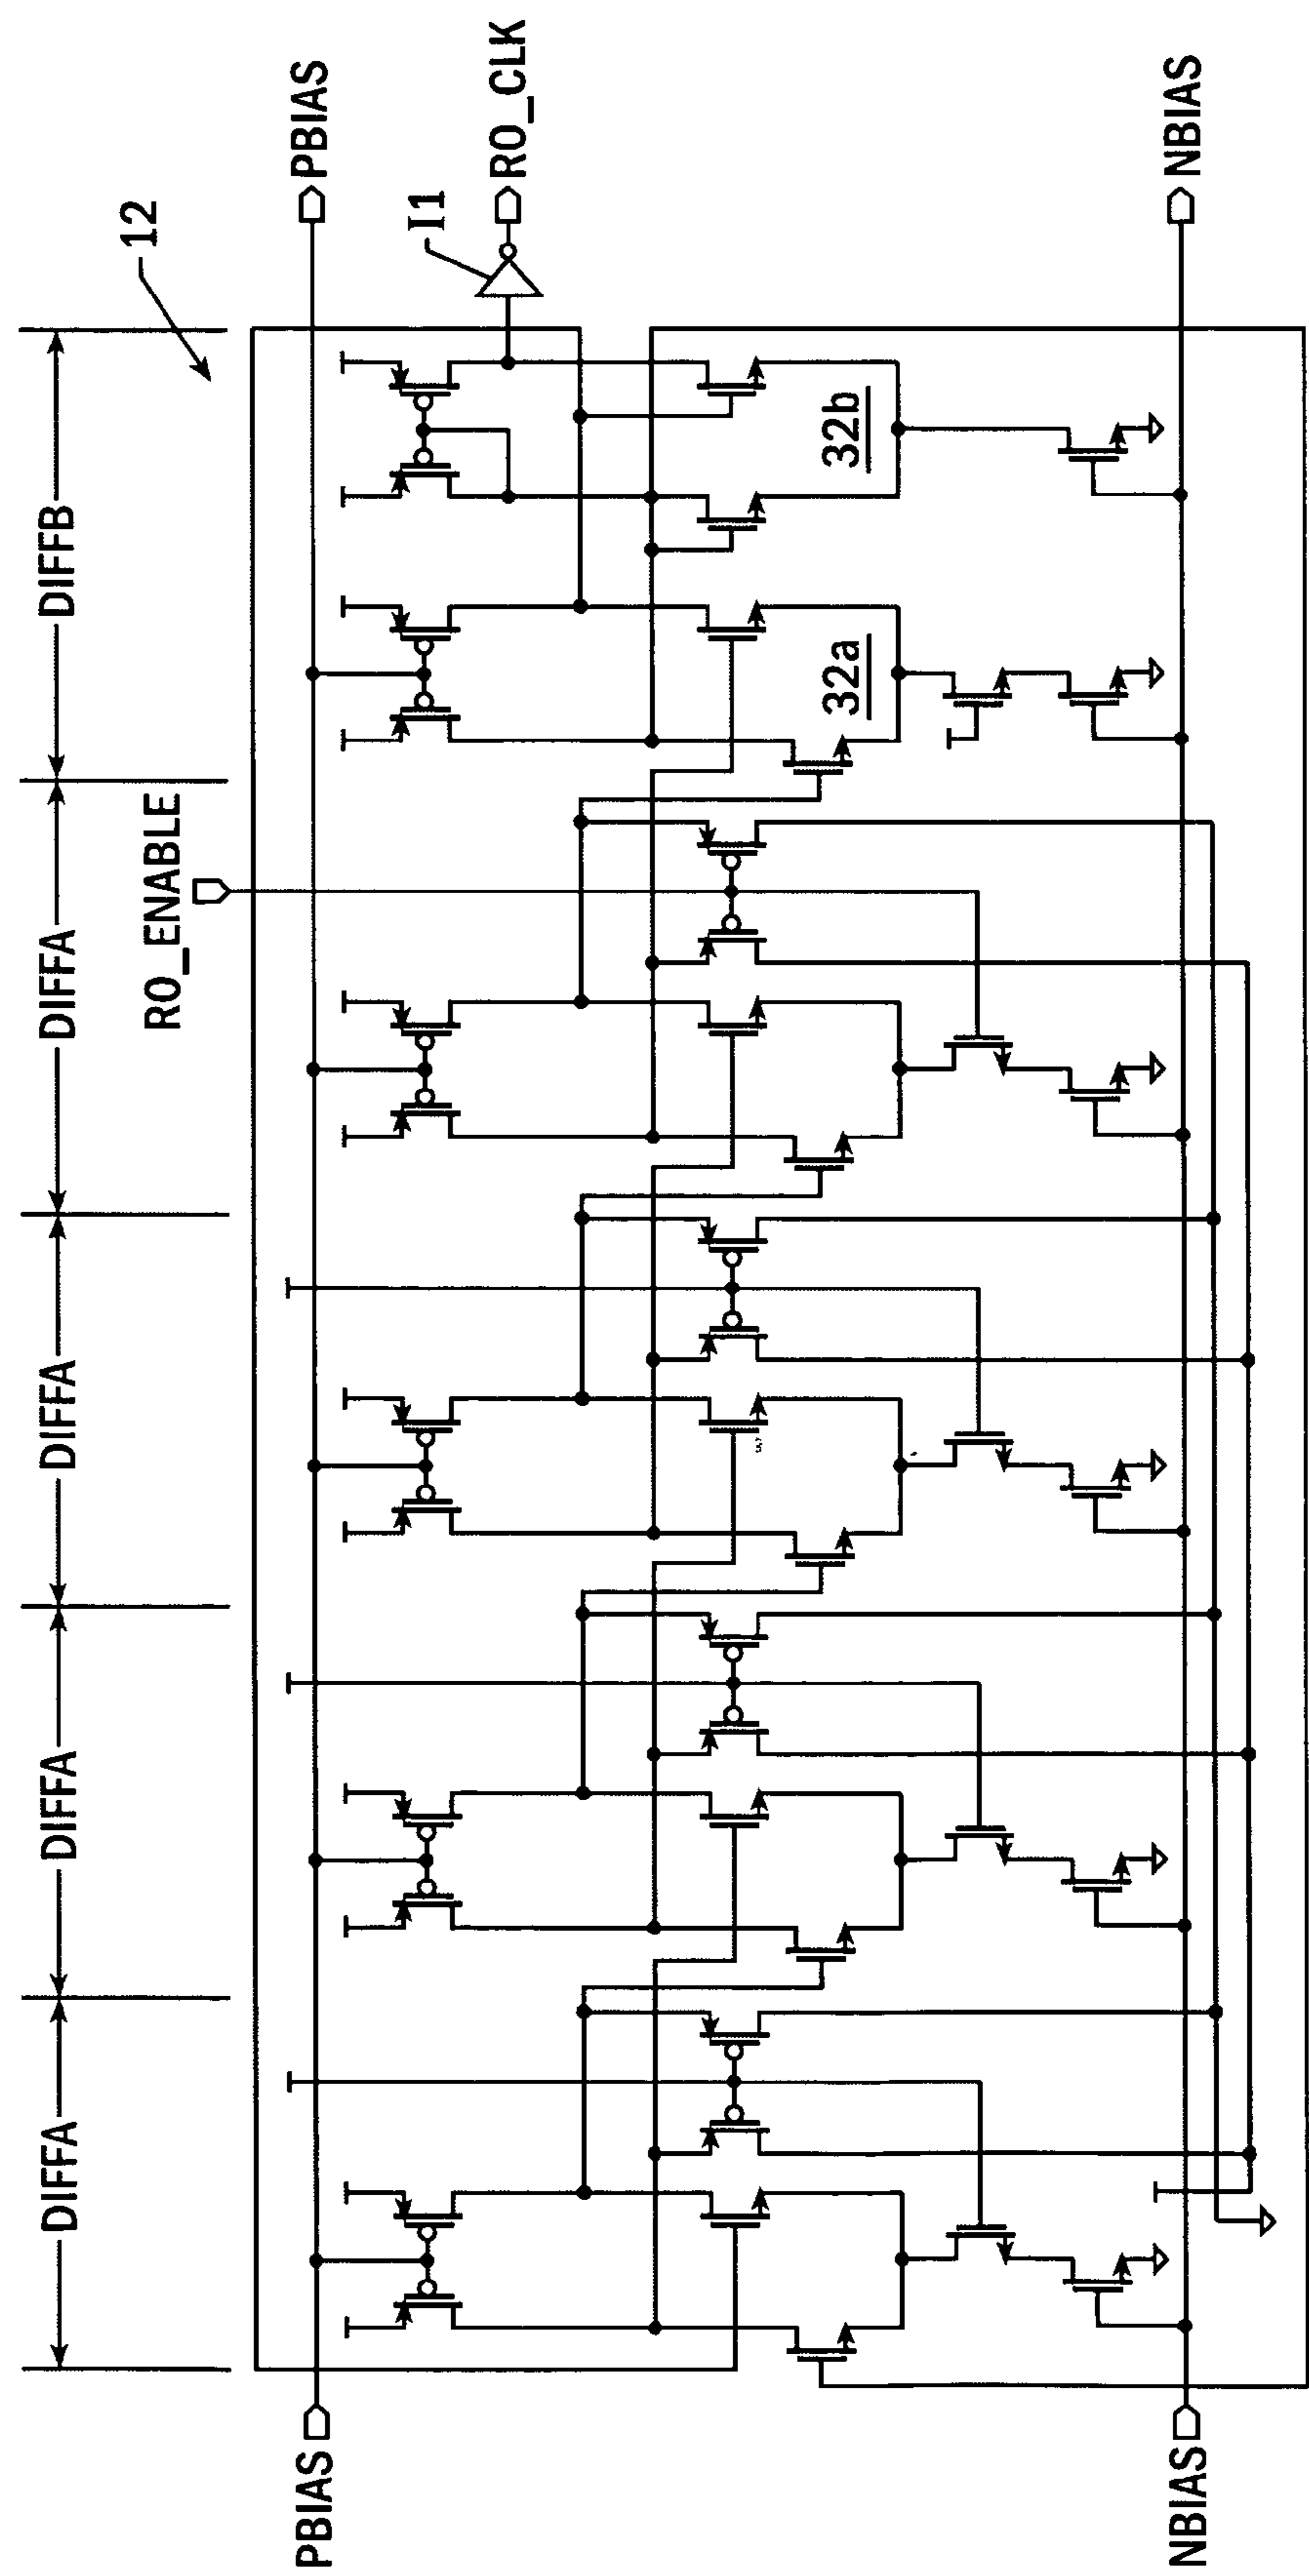 DIFFA
DIFFA
DIFFA
DIFFA
DIFFB
12
RO_ENABLE
PBIAS
PBIAS
I1
RO_CLK
32a
32b
NBIAS
NBIAS